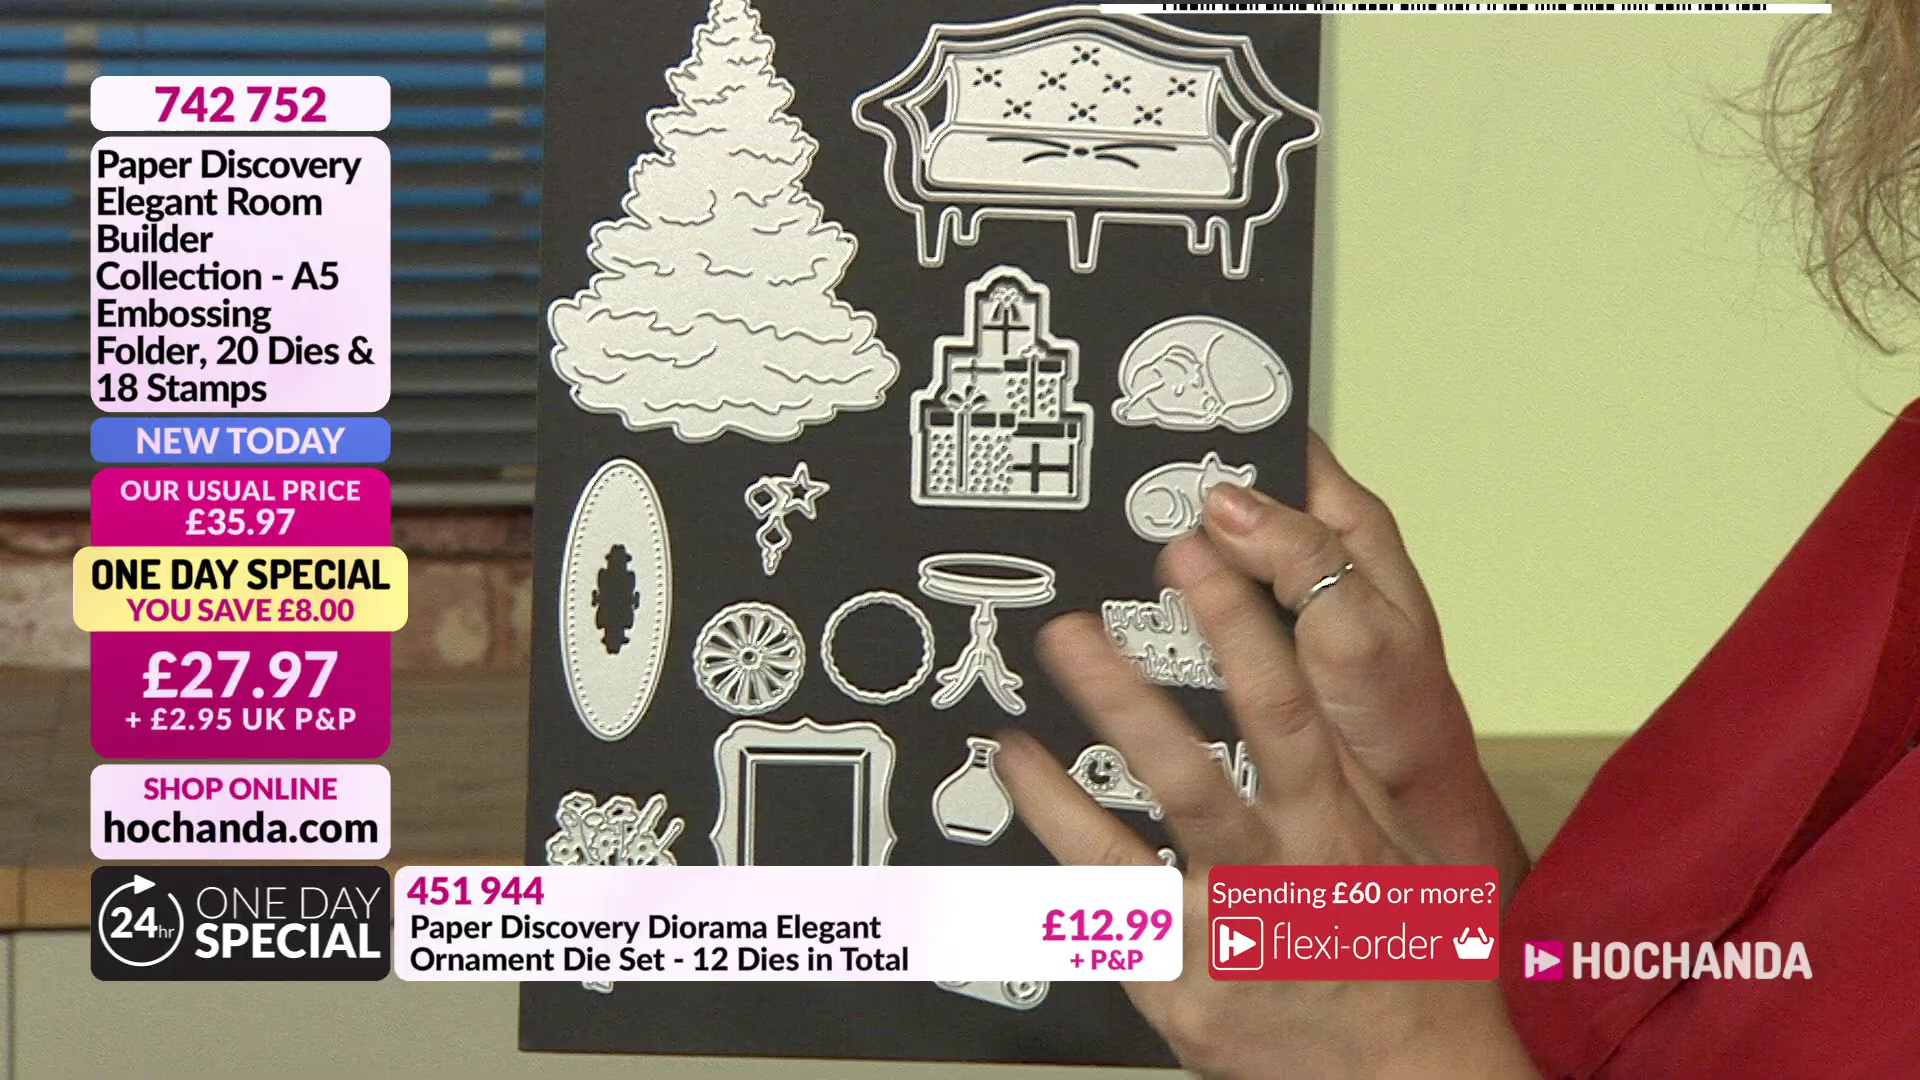 742 752
Paper Discovery
Elegant Room
Builder
Collection - A5
Embossing
Folder, 20 Dies &
18 Stamps
NEW TODAY
OUR USUAL PRICE
£35.97
ONE DAY SPECIAL
YOU SAVE £8.00
£27.97
+ £2.95 UK P&P
SHOP ONLINE
hochanda.com
24hr
ONE DAY
SPECIAL
451 944
Paper Discovery Diorama Elegant
Ornament Die Set - 12 Dies in Total
£12.99
+ P&P
Spending £60 or more?
flexi-order
HOCHANDA